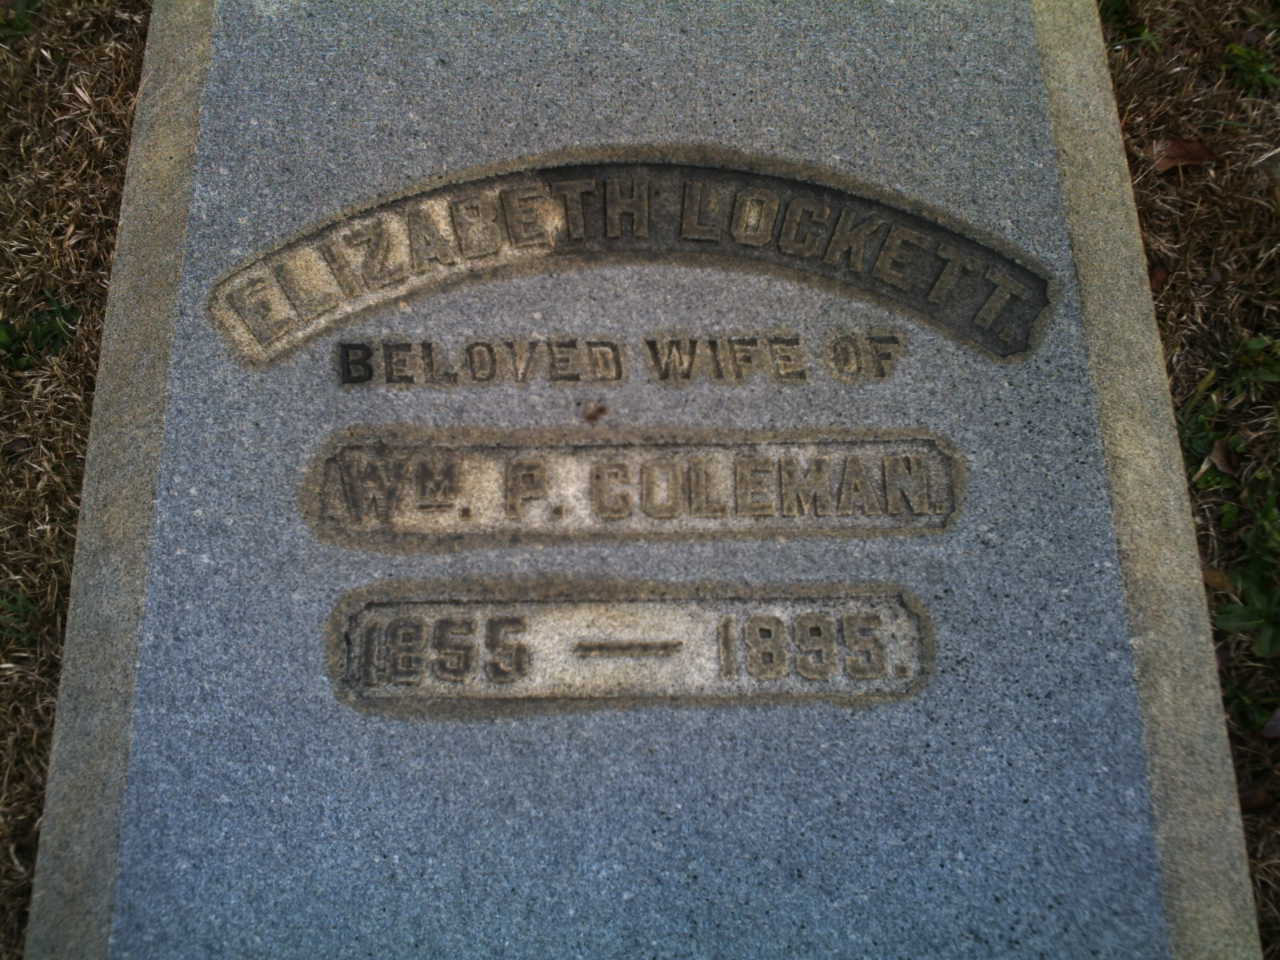 ELIZABETH LOCKETT.
BELOVED WIFE OF
WM. P. COLEMAN.
1855 — 1895.